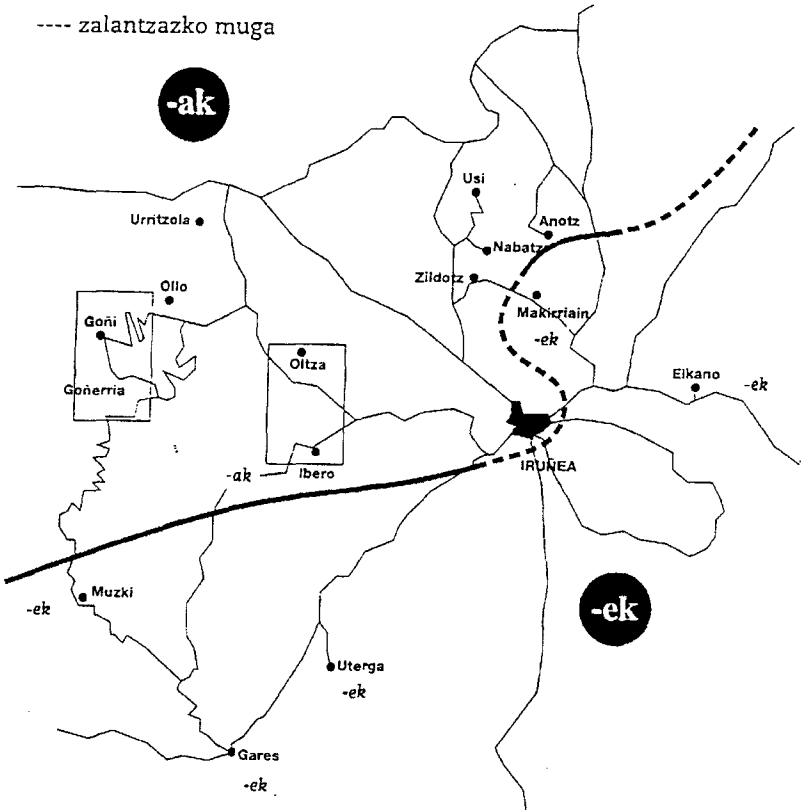 ---- zalantzazko muga
-ak
Usi
Urritzola
Anotz
Nabatz
Zildotz
Ollo
Makirriain
Goñi
-ek
Oltza
Elkano
-ek
Goñerria
-ak
Ibero
IRUÑEA
Muzki
-ek
-ek
Uterga
-ek
Gares
-ek